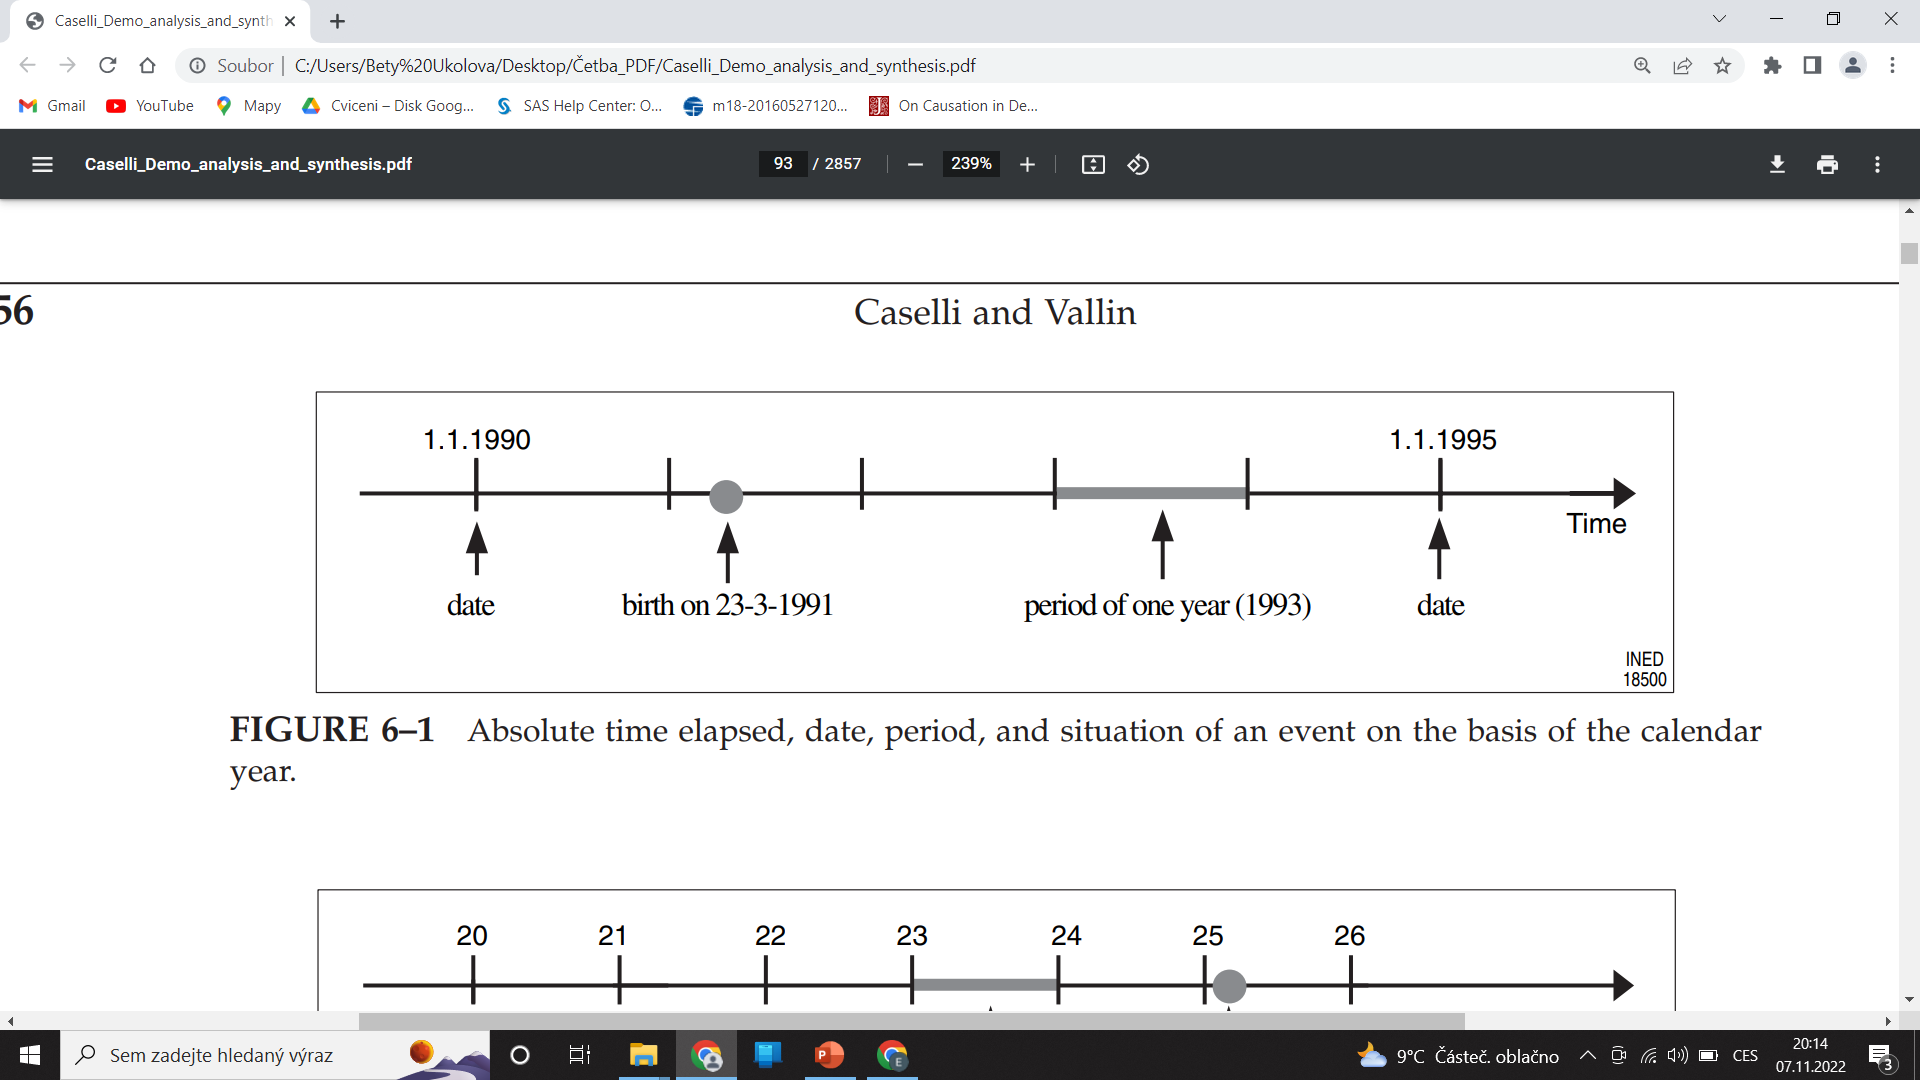 Caselli_Demo_analysis_and_synth
Soubor | C:/Users/Bety%20Ukolova/Desktop/Četba_PDF/Caselli_Demo_analysis_and_synthesis.pdf
Gmail YouTube Mapy Cviceni – Disk Goog... SAS Help Center: O... m18-20160527120... On Causation in De...
Caselli_Demo_analysis_and_synthesis.pdf 93 / 2857 239%
56 Caselli and Vallin
1.1.1990 1.1.1995
Time
date birth on 23-3-1991 period of one year (1993) date
INED
18500
FIGURE 6–1 Absolute time elapsed, date, period, and situation of an event on the basis of the calendar
year.
20 21 22 23 24 25 26
Sem zadejte hledaný výraz 9°C Částeč. oblačno CES 20:14
07.11.2022 3